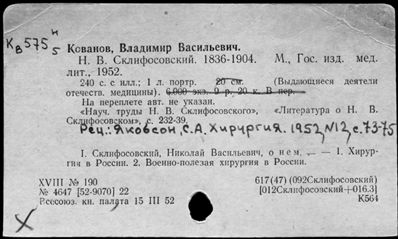 К 575 н
в 5
Кованов, Владимир Васильевич.
Н. В. Склифосовский. 1836-1904. М., Гос. изд. мед.
лит., 1952.
240 с. с илл.; 1 л. портр. 20 см. (Выдающиеся деятели
отечеств. медицины). 6.000 экз. 9 р. 20 к. В пер.
На переплете авт. не указан.
«Науч. труды Н. В. Склифосовского», «Литература о Н. В.
Склифосовском», с. 232-39.
Рец.: Якобсон, С.А. Хирургия. 1952, №12, с. 73-75
1. Склифосовский, Николай Васильевич, о нем. — 1. Хирур-
гия в России. 2. Военно-полевая хирургия в России.
XVIII № 190 617(47) (092Склифосовский)
№ 4647 [52-9070] 22 [012Склифосовский+016.3]
Всесоюз. кн. палата 15 III 52 К564
X